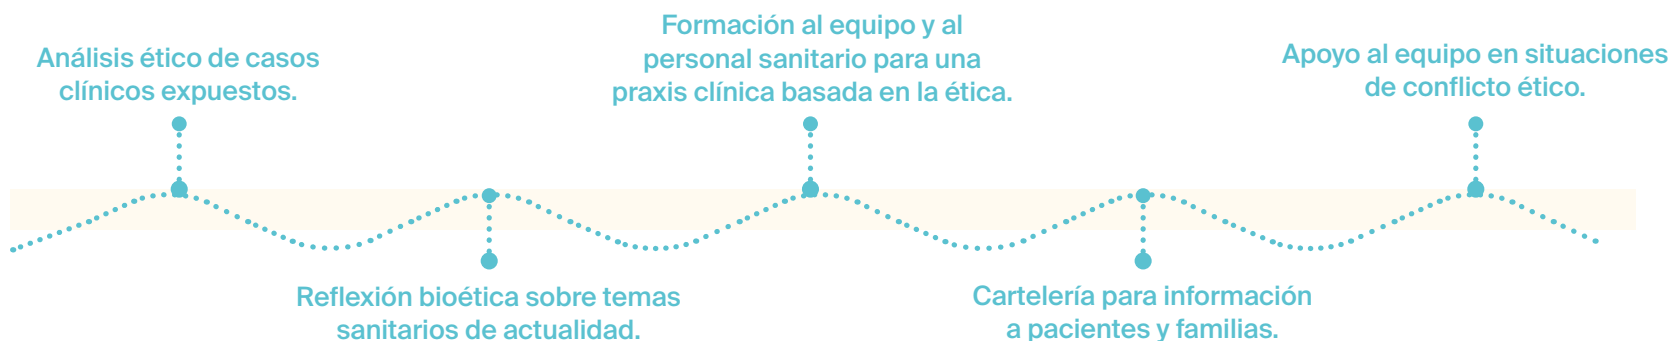 Análisis ético de casos
clínicos expuestos.
Reflexión bioética sobre temas
sanitarios de actualidad.
Formación al equipo y al
personal sanitario para una
praxis clínica basada en la ética.
Cartelería para información
a pacientes y familias.
Apoyo al equipo en situaciones
de conflicto ético.